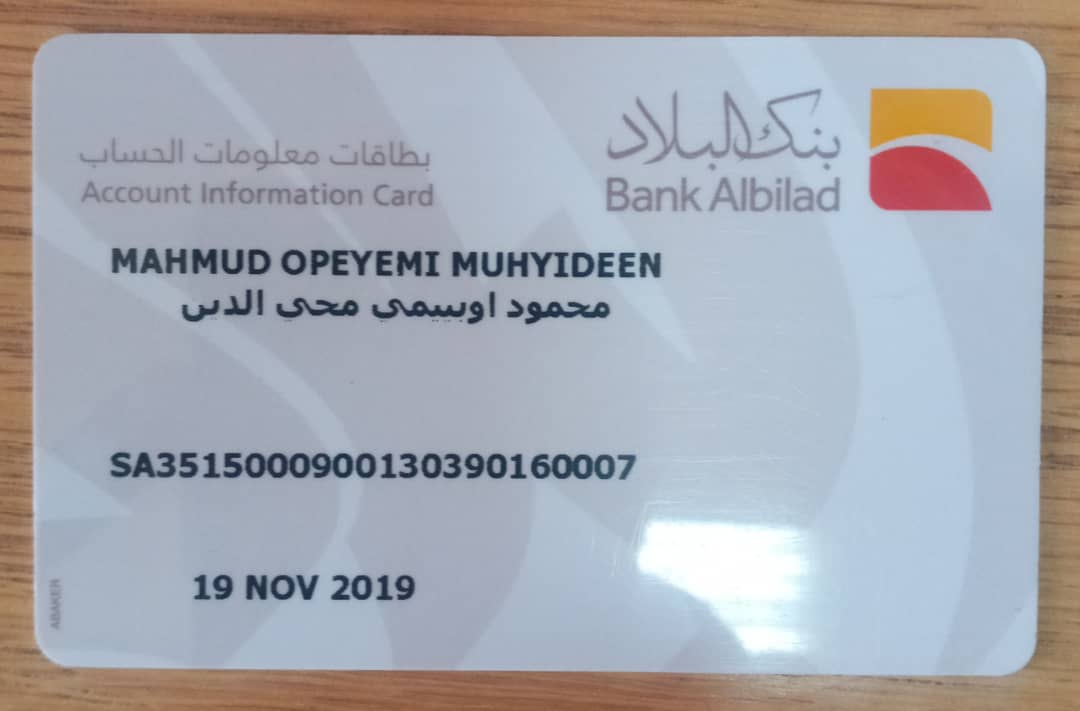 بنك البلاد
Bank Albilad
بطاقات معلومات الحساب
Account Information Card
MAHMUD OPEYEMI MUHYIDEEN
محمود اوبييمي محي الدين
SA3515000900130390160007
19 NOV 2019
ABAKER